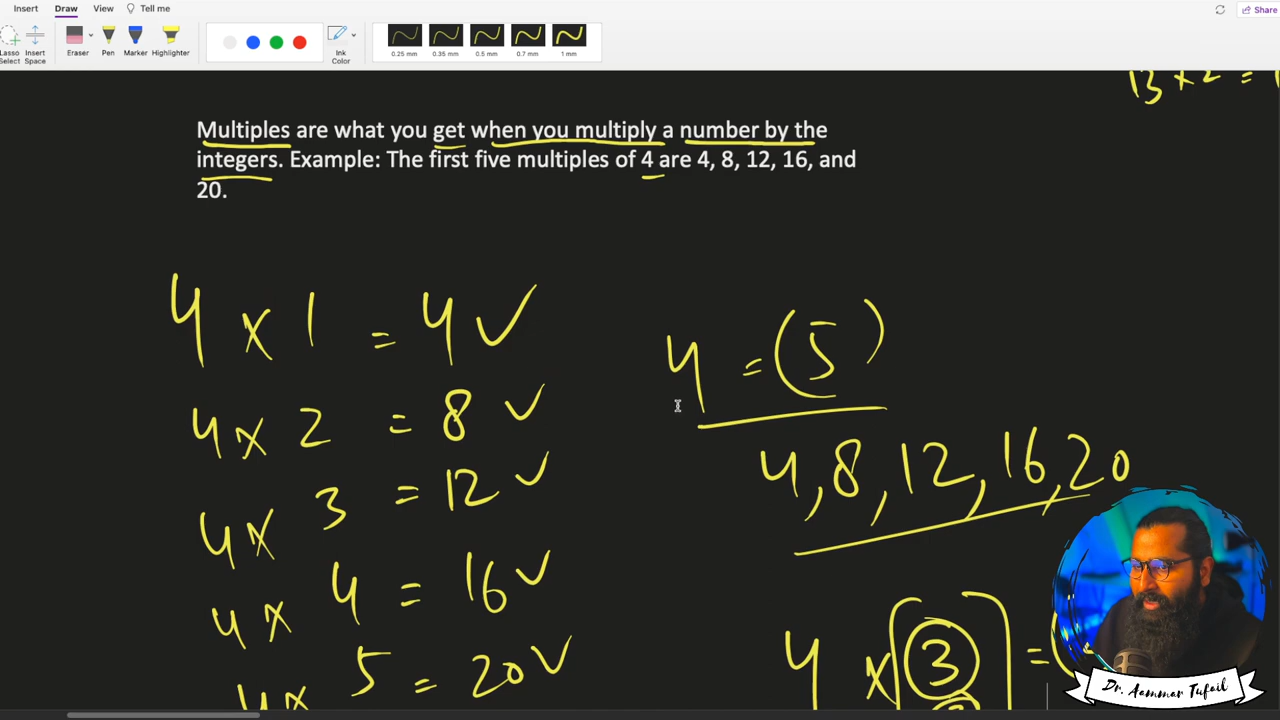 Insert Draw View Tell me
Share
Lasso Select
Insert Space
Eraser
Pen
Marker
Highlighter
Ink Color
0.25 mm
0.35 mm
0.5 mm
0.7 mm
1 mm
13 x 2 =
Multiples are what you get when you multiply a number by the
integers. Example: The first five multiples of 4 are 4, 8, 12, 16, and
20.
4 x 1 = 4 ✓
4 x 2 = 8 ✓
4 x 3 = 12 ✓
4 x 4 = 16 ✓
4 x 5 = 20 ✓
4 = (5)
4, 8, 12, 16, 20
4 x [3] = (
Dr. Aammar Tufail